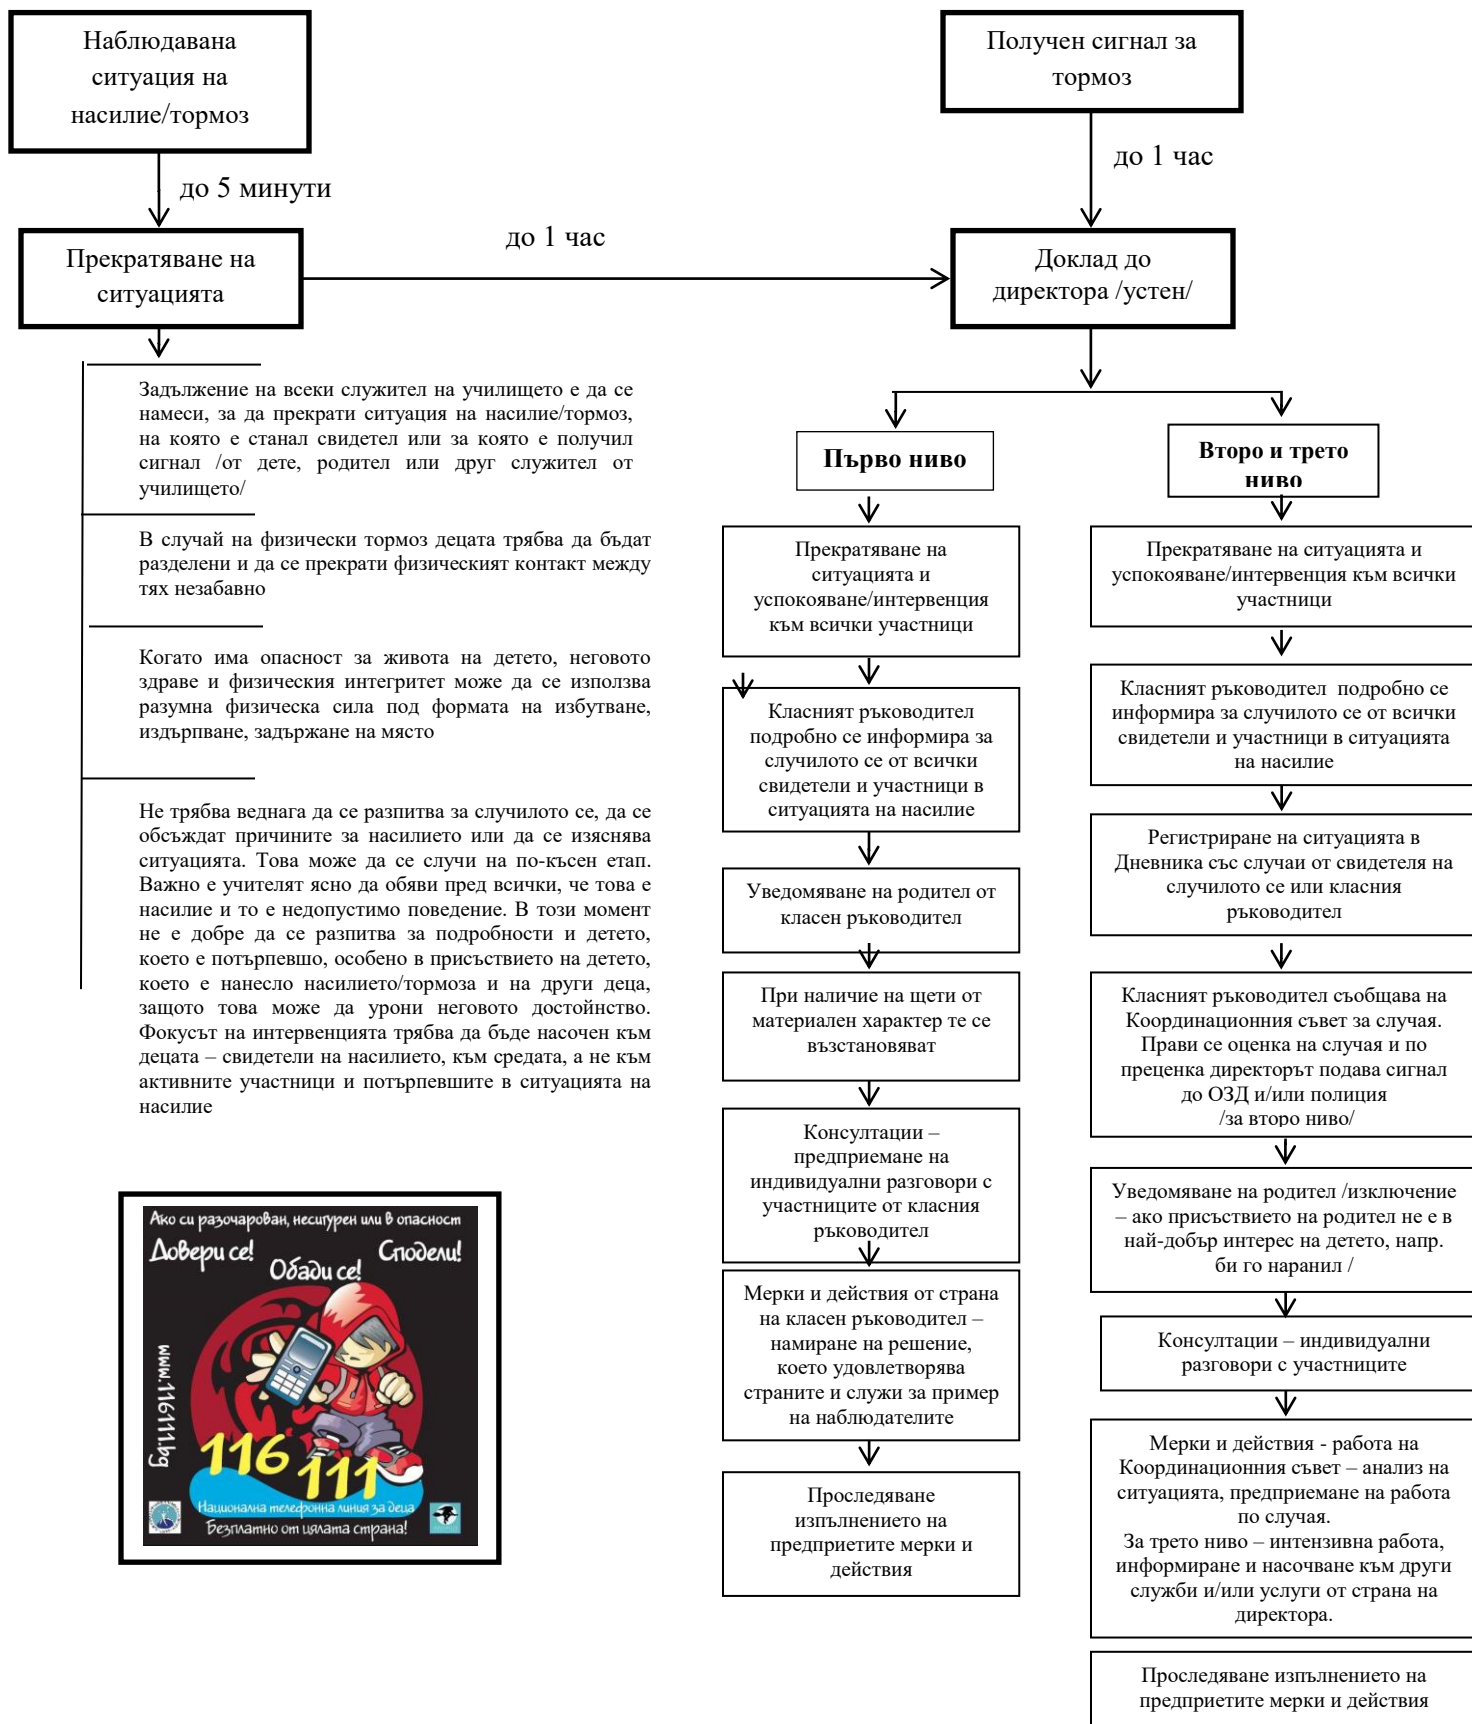 Наблюдавана
ситуация на
насилие/тормоз
Получен сигнал за
тормоз
до 5 минути
до 1 час
до 1 час
Прекратяване на
ситуацията
Доклад до
директора /устен/
Задължение на всеки служител на училището е да се
намеси, за да прекрати ситуация на насилие/тормоз,
на която е станал свидетел или за която е получил
сигнал /от дете, родител или друг служител от
училището/
В случай на физически тормоз децата трябва да бъдат
разделени и да се прекрати физическият контакт между
тях незабавно
Когато има опасност за живота на детето, неговото
здраве и физическия интегритет може да се използва
разумна физическа сила под формата на избутване,
издърпване, задържане на място
Не трябва веднага да се разпитва за случилото се, да се
обсъждат причините за насилието или да се изяснява
ситуацията. Това може да се случи на по-късен етап.
Важно е учителят ясно да обяви пред всички, че това е
насилие и то е недопустимо поведение. В този момент
не е добре да се разпитва за подробности и детето,
което е потърпевшо, особено в присъствието на детето,
което е нанесло насилието/тормоза и на други деца,
защото това може да урони неговото достойнство.
Фокусът на интервенцията трябва да бъде насочен към
децата – свидетели на насилието, към средата, а не към
активните участници и потърпевшите в ситуацията на
насилие
Ако си разочарован, несигурен или в опасност
Довери се!
Сподели!
Обади се!
www.116111.bg
116
111
Национална телефонна линия за деца
Безплатно от цялата страна!
Първо ниво
Прекратяване на
ситуацията и
успокояване/интервенция
към всички участници
Класният ръководител
подробно се информира за
случилото се от всички
свидетели и участници в
ситуацията на насилие
Уведомяване на родител от
класен ръководител
При наличие на щети от
материален характер те се
възстановяват
Консултации –
предприемане на
индивидуални разговори с
участниците от класния
ръководител
Мерки и действия от страна
на класен ръководител –
намиране на решение,
което удовлетворява
страните и служи за пример
на наблюдателите
Проследяване
изпълнението на
предприетите мерки и
действия
Второ и трето
ниво
Прекратяване на ситуацията и
успокояване/интервенция към всички
участници
Класният ръководител подробно се
информира за случилото се от всички
свидетели и участници в ситуацията
на насилие
Регистриране на ситуацията в
Дневника със случаи от свидетеля на
случилото се или класния
ръководител
Класният ръководител съобщава на
Координационния съвет за случая.
Прави се оценка на случая и по
преценка директорът подава сигнал
до ОЗД и/или полиция
/за второ ниво/
Уведомяване на родител /изключение
– ако присъствието на родител не е в
най-добър интерес на детето, напр.
би го наранил /
Консултации – индивидуални
разговори с участниците
Мерки и действия - работа на
Координационния съвет – анализ на
ситуацията, предприемане на работа
по случая.
За трето ниво – интензивна работа,
информиране и насочване към други
служби и/или услуги от страна на
директора.
Проследяване изпълнението на
предприетите мерки и действия